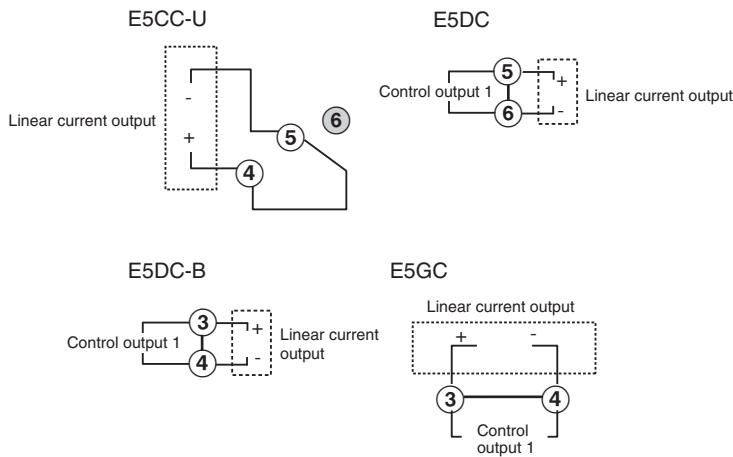 E5CC-U
E5DC
Linear current output
-
+
5
6
4
Control output 1
5
6
+
-
Linear current output
E5DC-B
E5GC
Control output 1
3
4
+
-
Linear current
output
Linear current output
+
-
3
4
Control
output 1